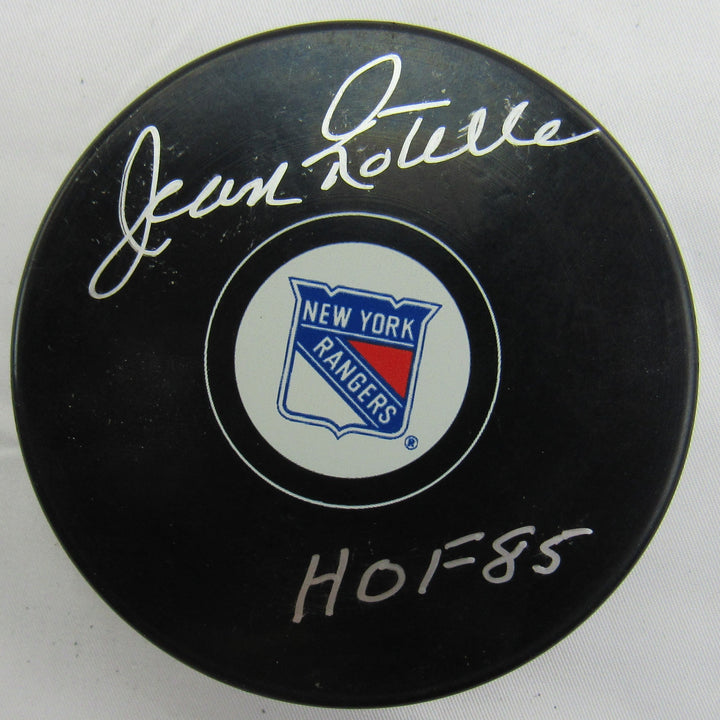 Jean Ratelle
NEW YORK
RANGERS
®
HOF 85